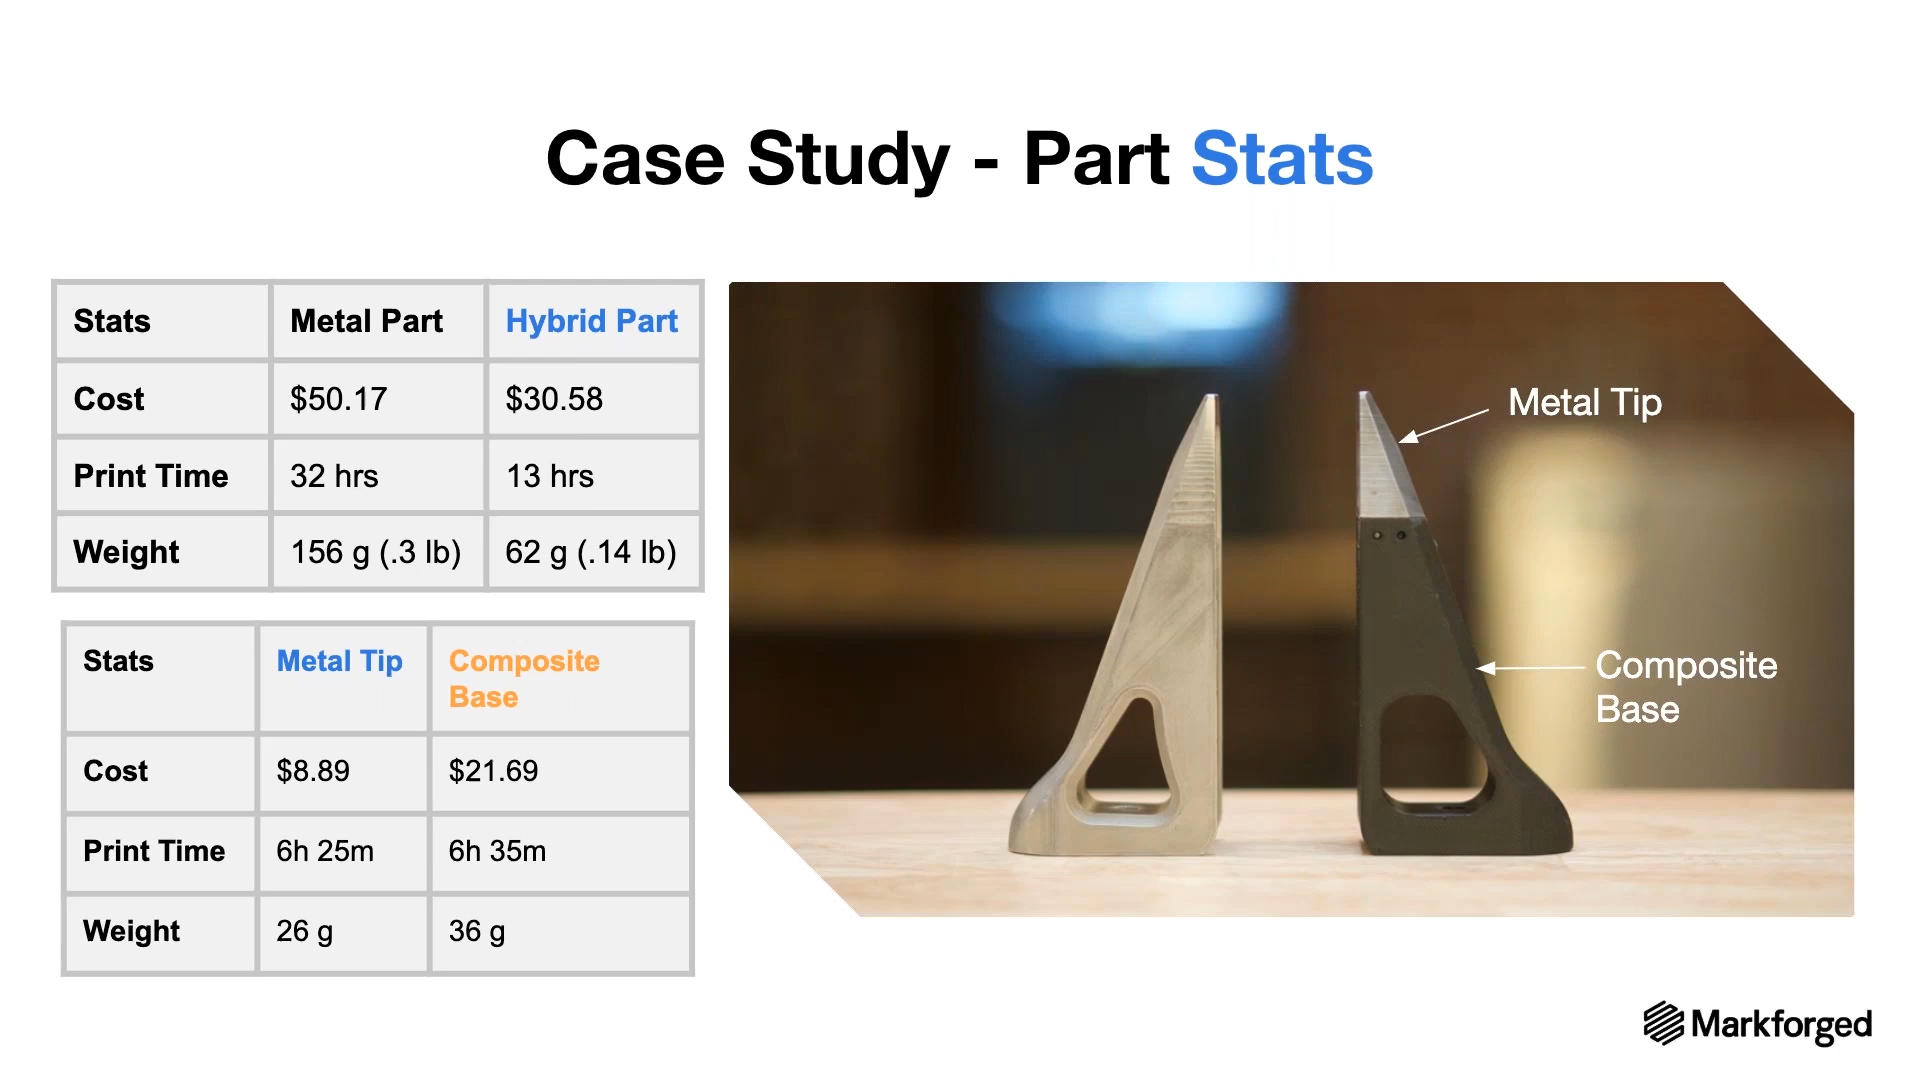 Case Study - Part Stats
Stats Metal Part Hybrid Part
Cost $50.17 $30.58
Print Time 32 hrs 13 hrs
Weight 156 g (.3 lb) 62 g (.14 lb)
Stats Metal Tip Composite
Base
Cost $8.89 $21.69
Print Time 6h 25m 6h 35m
Weight 26 g 36 g
Metal Tip
Composite
Base
Markforged